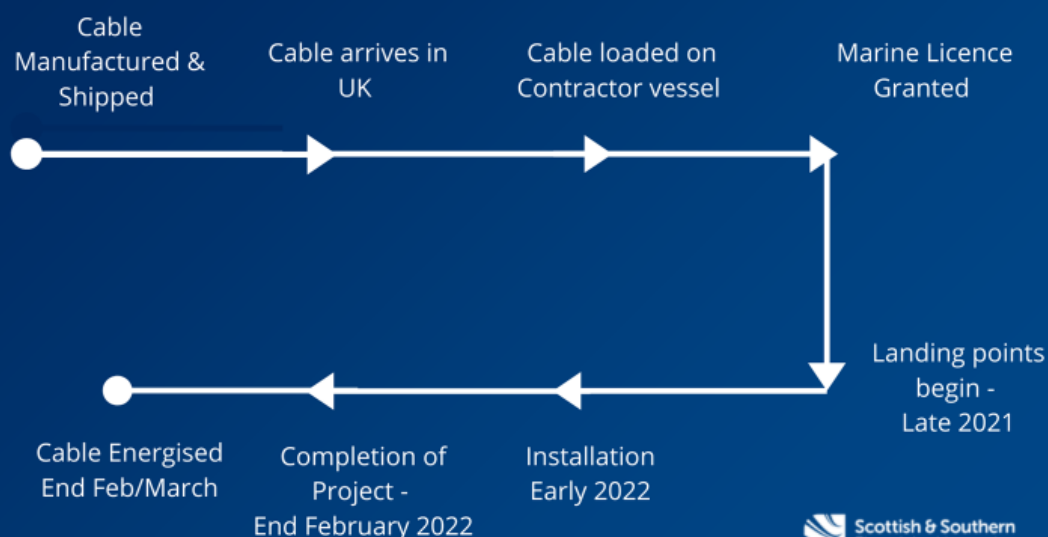 Cable
Manufactured &
Shipped
Cable arrives in
UK
Cable loaded on
Contractor vessel
Marine Licence
Granted
Landing points
begin -
Late 2021
Installation
Early 2022
Completion of
Project -
End February 2022
Cable Energised
End Feb/March
Scottish & Southern